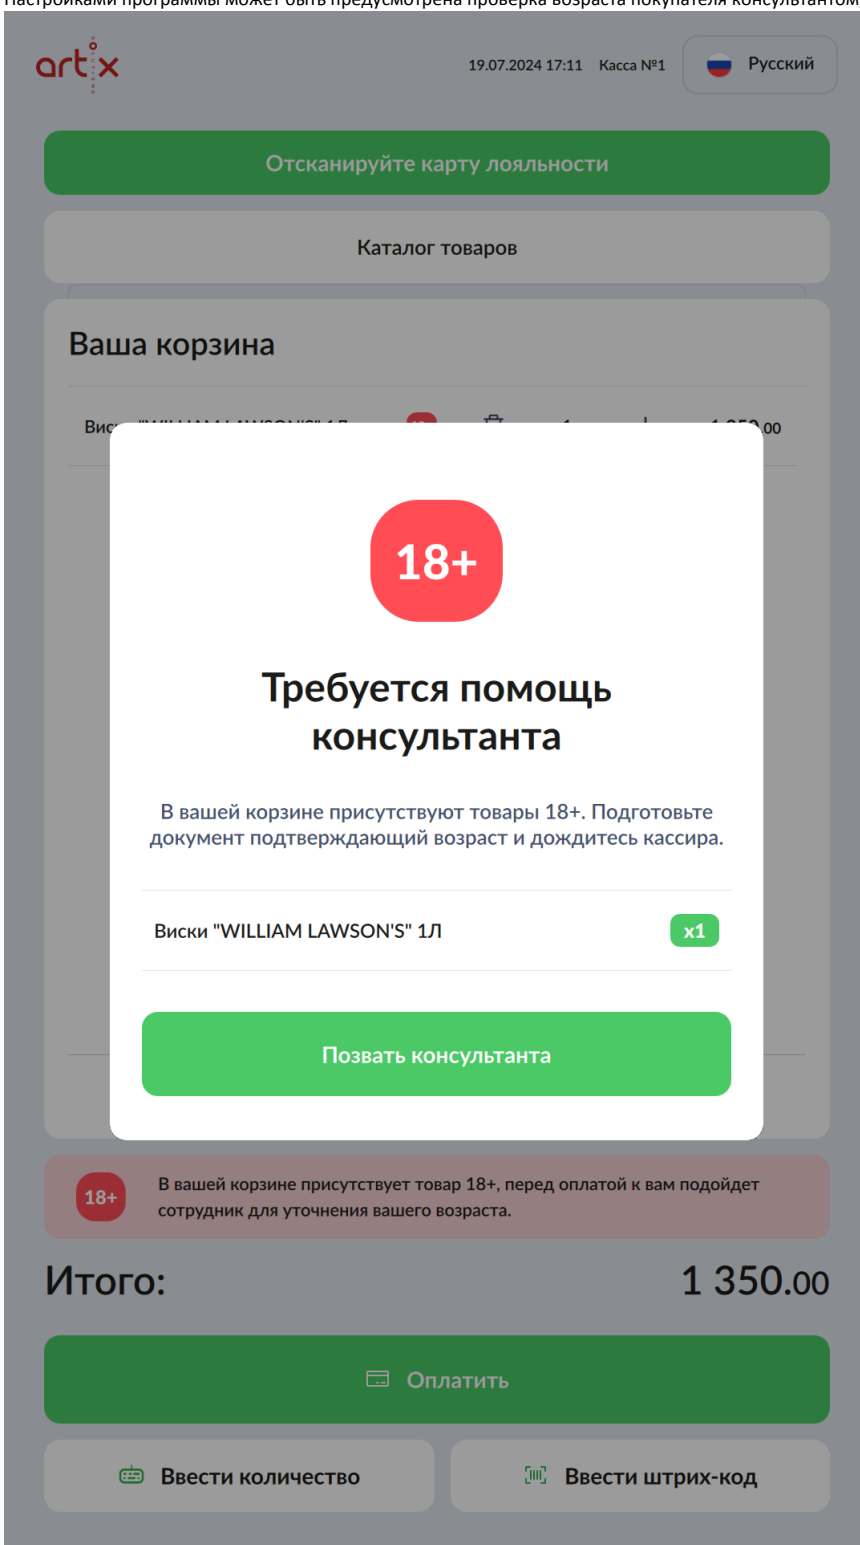 Настройками программы может быть предусмотрена проверка возраста покупателя консультантом
artix
19.07.2024 17:11 Касса №1 Русский
Отсканируйте карту лояльности
Каталог товаров
Ваша корзина
.00
18+
Требуется помощь
консультанта
В вашей корзине присутствуют товары 18+. Подготовьте
документ подтверждающий возраст и дождитесь кассира.
Виски "WILLIAM LAWSON'S" 1Л x1
Позвать консультанта
18+
В вашей корзине присутствует товар 18+, перед оплатой к вам подойдет
сотрудник для уточнения вашего возраста.
Итого: 1 350.00
Оплатить
Ввести количество Ввести штрих-код